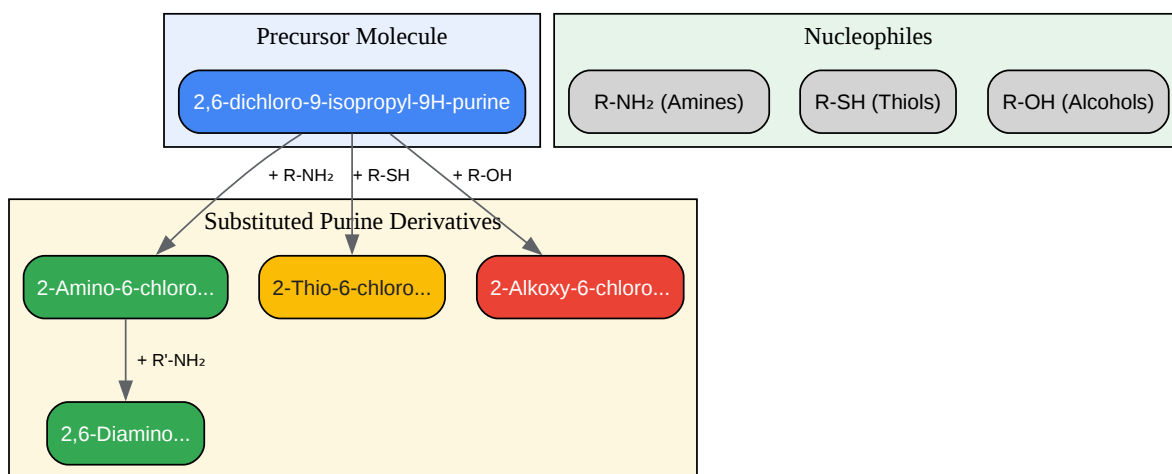 Precursor Molecule
Nucleophiles
2,6-dichloro-9-isopropyl-9H-purine
R-NH₂ (Amines)
R-SH (Thiols)
R-OH (Alcohols)
+ R-NH₂
+ R-SH
+ R-OH
Substituted Purine Derivatives
2-Amino-6-chloro...
2-Thio-6-chloro...
2-Alkoxy-6-chloro...
+ R'-NH₂
2,6-Diamino...